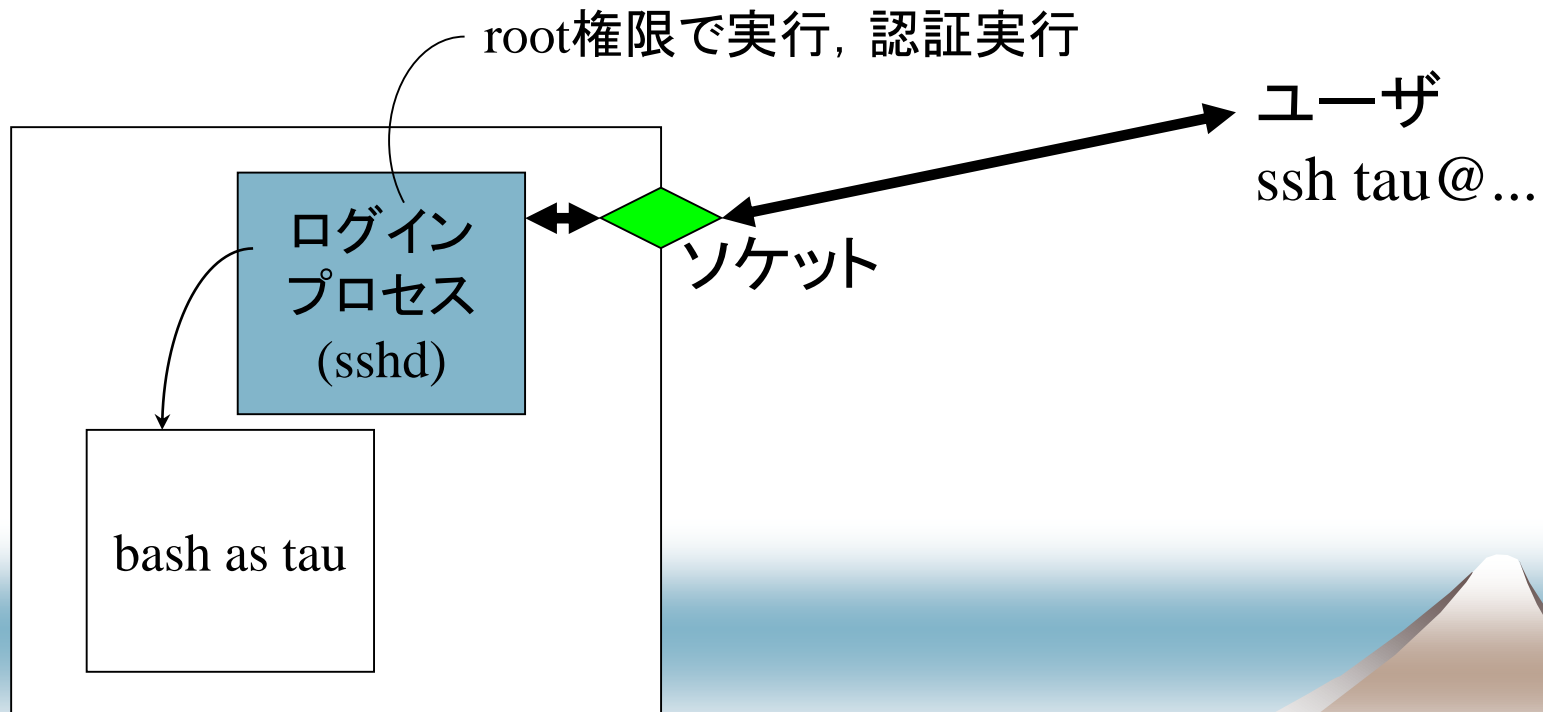 root権限で実行，認証実行
ユーザ
ssh tau@...
ログイン
プロセス
(sshd)
ソケット
bash as tau